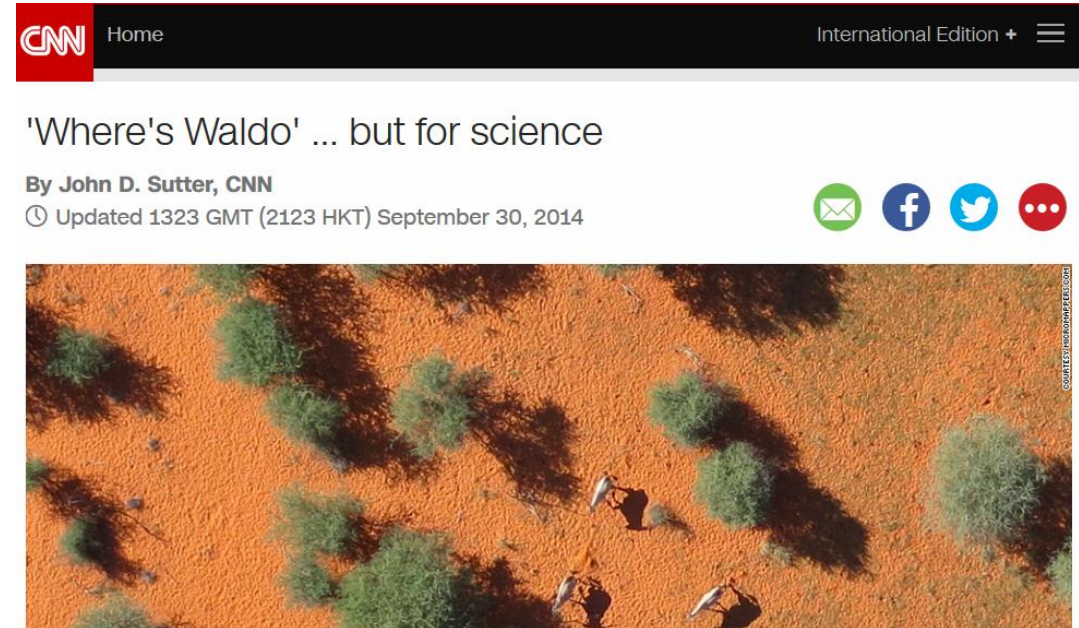 CNN Home International Edition +
'Where's Waldo' ... but for science
By John D. Sutter, CNN
Updated 1323 GMT (2123 HKT) September 30, 2014
COURTESY MICROMAPPERS.COM